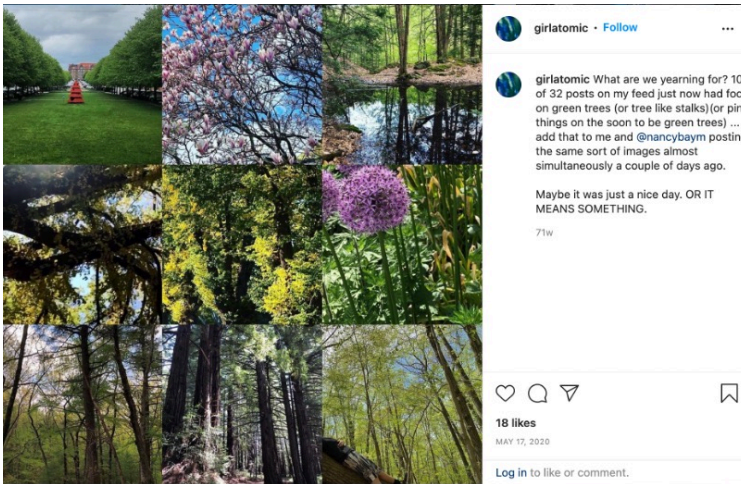 girlatomic • Follow
girlatomic What are we yearning for? 10
of 32 posts on my feed just now had
on green trees (or tree like stalks)(or
things on the soon to be green trees) ...
add that to me and @nancybaym
the same sort of images almost
simultaneously a couple of days ago.
Maybe it was just a nice day. OR IT
MEANS SOMETHING.
71w
18 likes
MAY 17, 2020
Log in to like or comment.